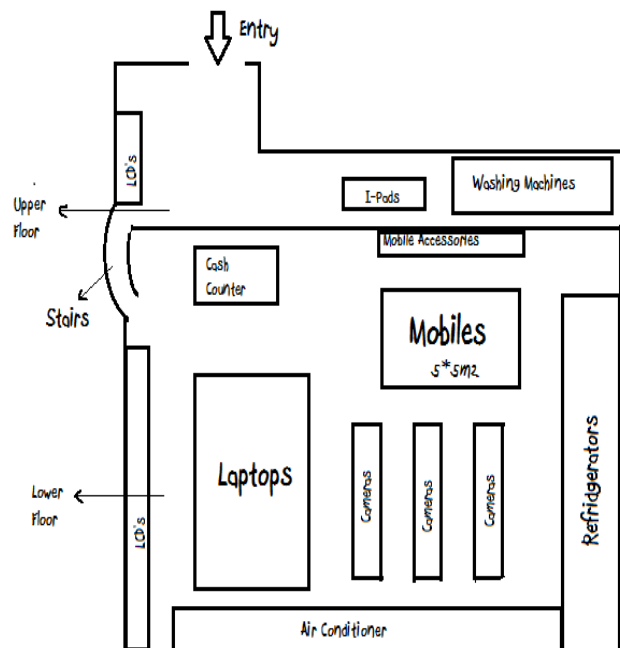 Entry
LCD's
Washing Machines
I-Pads
Upper
Floor
Mobile Accessories
Cash
Counter
Stairs
Mobiles
5*5m2
Laptops
Cameras
Cameras
Cameras
Refridgerators
Lower
Floor
LCD's
Air Conditioner